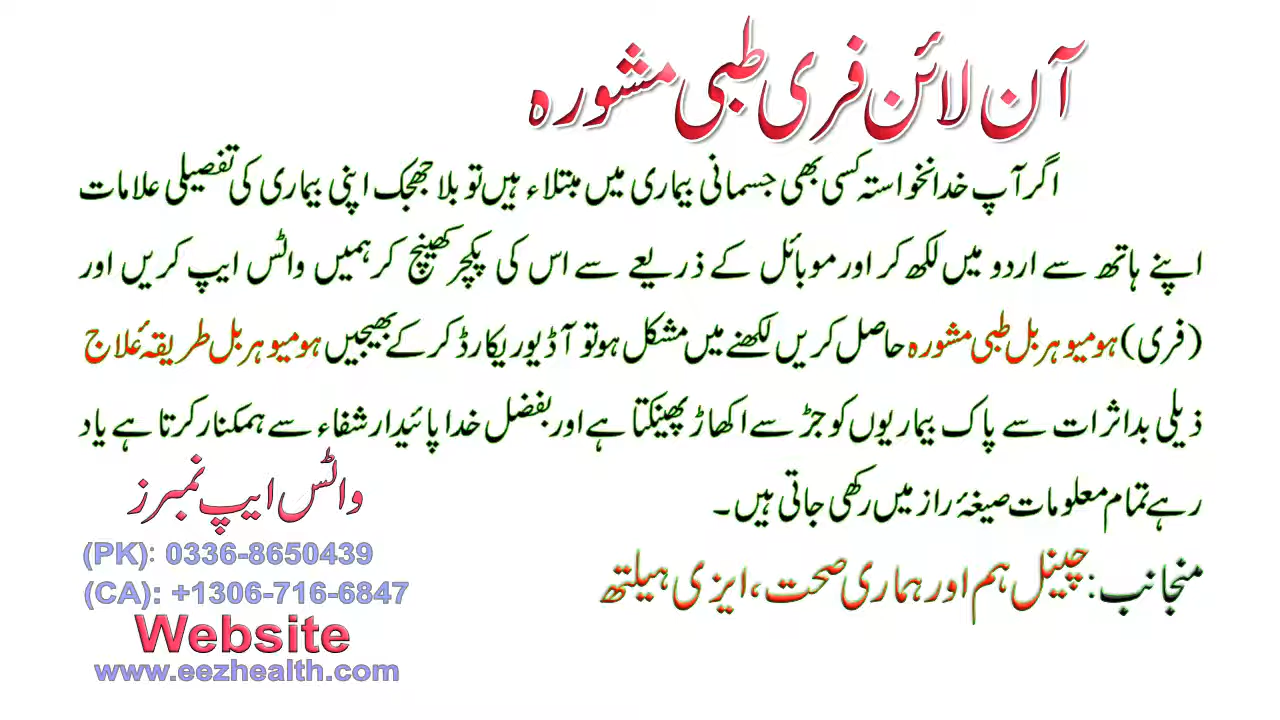 آن لائن فری طبی مشورہ
اگر آپ خدانخواستہ کسی بھی جسمانی بیماری میں مبتلاء ہیں تو بلا جھجک اپنی بیماری کی تفصیلی علامات
اپنے ہاتھ سے اردو میں لکھ کر اور موبائل کے ذریعے سے اس کی پکچر کھینچ کر ہمیں واٹس ایپ کریں اور
(فری) ہومیو ہربل طبی مشورہ حاصل کریں لکھنے میں مشکل ہو تو آڈیو ریکارڈ کر کے بھیجیں ہومیو ہربل طریقۂ علاج
ذیلی بد اثرات سے پاک بیماریوں کو جڑ سے اکھاڑ پھینکتا ہے اور بفضل خدا پائیدار شفاء سے ہمکنار کرتا ہے یاد
رہے تمام معلومات صیغۂ راز میں رکھی جاتی ہیں۔
منجانب: چینل ہم اور ہماری صحت، ایزی ہیلتھ
واٹس ایپ نمبرز
(PK): 0336-8650439
(CA): +1306-716-6847
Website
www.eezhealth.com